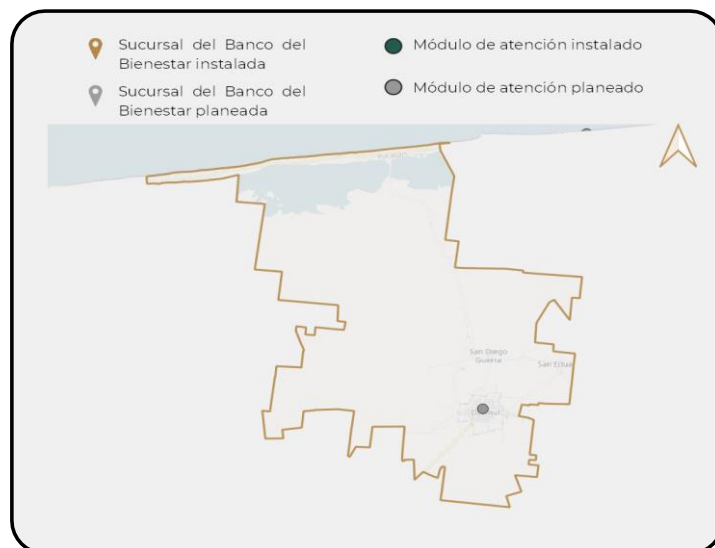 Sucursal del Banco del
Bienestar instalada
Sucursal del Banco del
Bienestar planeada
Módulo de atención instalado
Módulo de atención planeado
San Diego
Guerra
San Edua